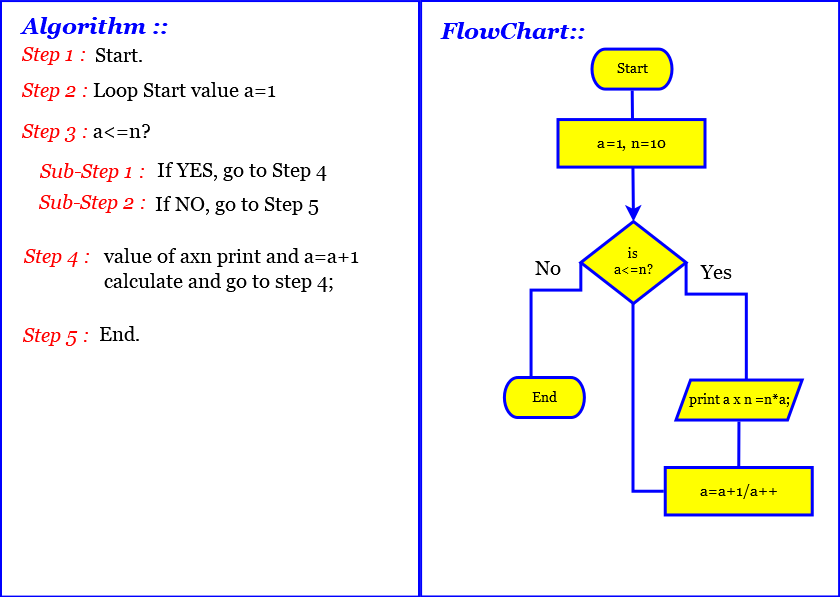 Algorithm ::
Step 1 : Start.
Step 2 : Loop Start value a=1
Step 3 : a<=n?
Sub-Step 1 : If YES, go to Step 4
Sub-Step 2 : If NO, go to Step 5
Step 4 : value of axn print and a=a+1
calculate and go to step 4;
Step 5 : End.
FlowChart::
Start
a=1, n=10
is
a<=n?
No
Yes
End
print a x n =n*a;
a=a+1/a++